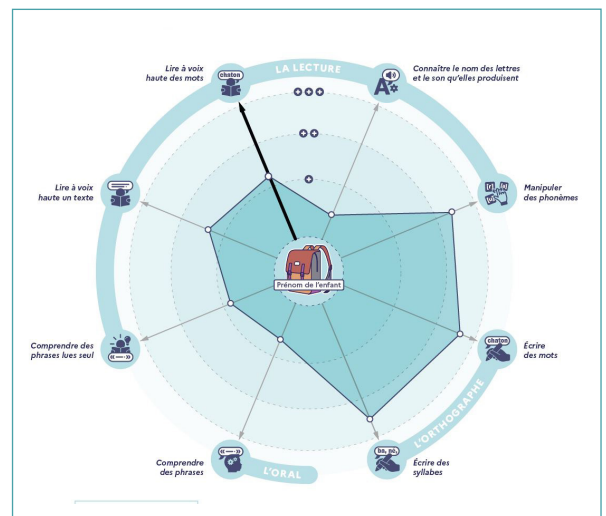 LA LECTURE
Lire à voix
haute des mots
chaton
Connaître le nom des lettres
et le son qu'elles produisent
A
+++
++
+
Lire à voix
haute un texte
Manipuler
des phonèmes
Prénom de l'enfant
Comprendre des
phrases lues seul
«—·»
Écrire
des mots
chaton
L'ORTHOGRAPHE
Comprendre
des phrases
«—·»
L'ORAL
Écrire des
syllabes
ba, no,